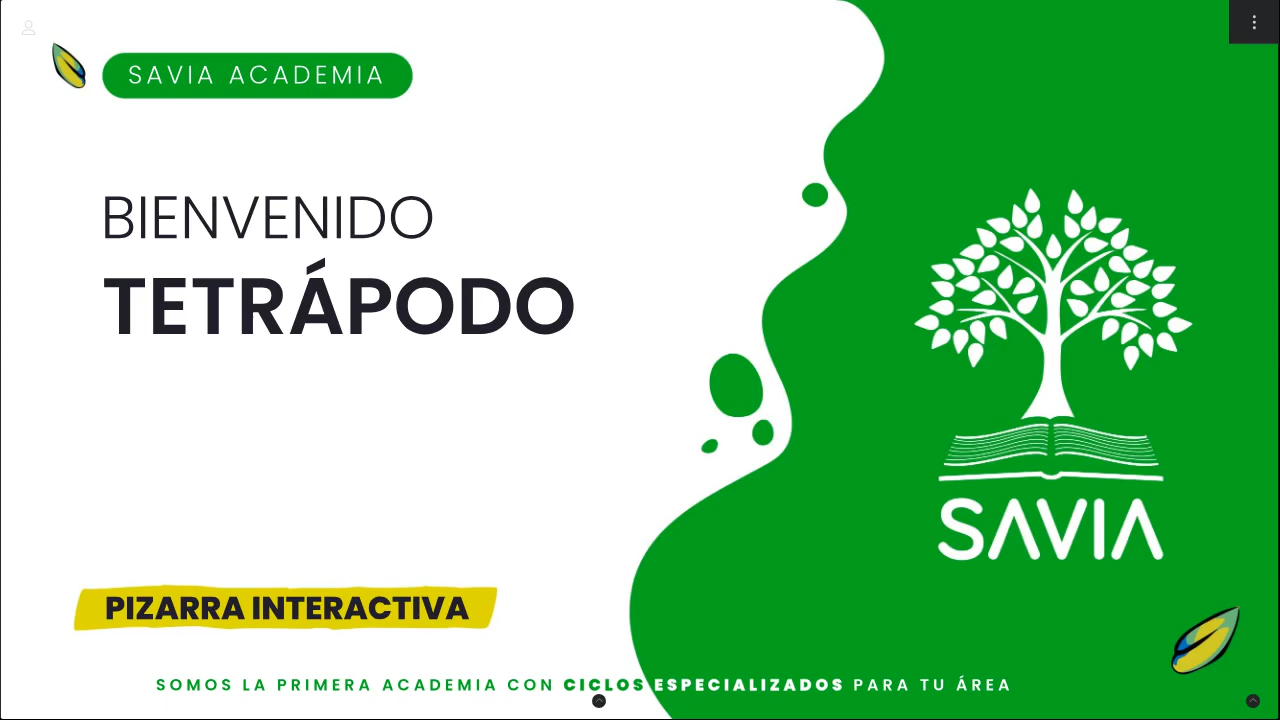 SAVIA ACADEMIA
BIENVENIDO
TETRÁPODO
SAVIA
PIZARRA INTERACTIVA
SOMOS LA PRIMERA ACADEMIA CON CICLOS ESPECIALIZADOS PARA TU ÁREA